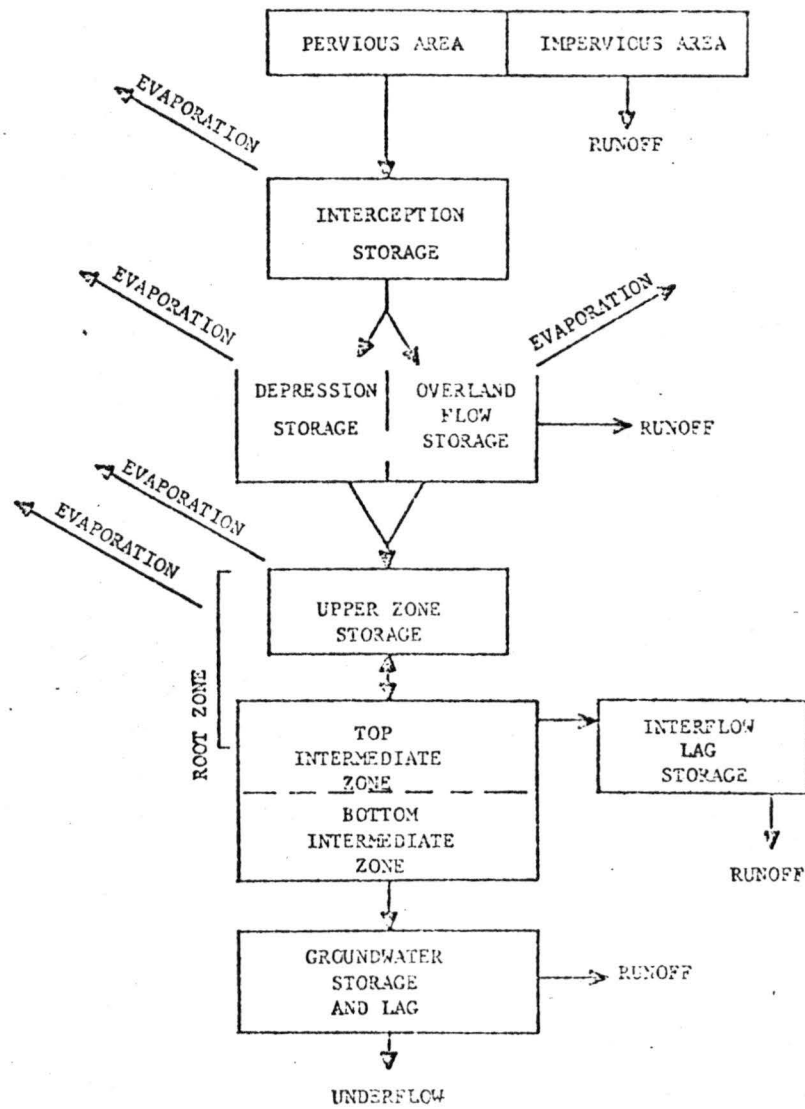 PERVIOUS AREA
IMPERVIOUS AREA
EVAPORATION
RUNOFF
INTERCEPTION
STORAGE
EVAPORATION
EVAPORATION
DEPRESSION
STORAGE
OVERLAND
FLOW
STORAGE
RUNOFF
EVAPORATION
EVAPORATION
UPPER ZONE
STORAGE
ROOT ZONE
TOP
INTERMEDIATE
ZONE
INTERFLOW
LAG
STORAGE
BOTTOM
INTERMEDIATE
ZONE
RUNOFF
GROUNDWATER
STORAGE
AND LAG
RUNOFF
UNDERFLOW